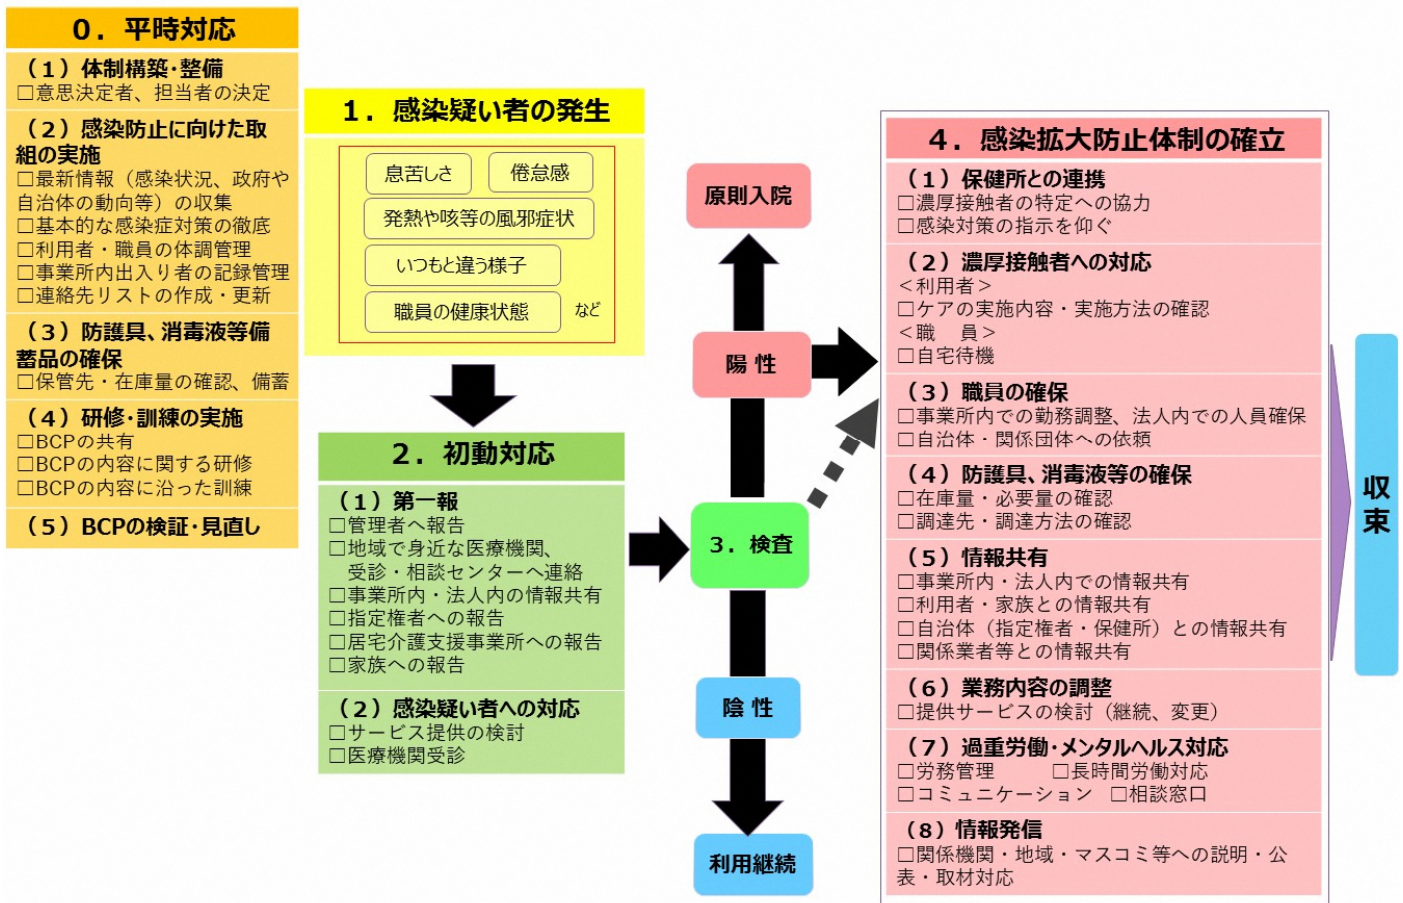 0．平時対応
（1）体制構築・整備
□意思決定者、担当者の決定
（2）感染防止に向けた取
組の実施
□最新情報（感染状況、政府や
自治体の動向等）の収集
□基本的な感染症対策の徹底
□利用者・職員の体調管理
□事業所内出入り者の記録管理
□連絡先リストの作成・更新
（3）防護具、消毒液等備
蓄品の確保
□保管先・在庫量の確認、備蓄
（4）研修・訓練の実施
□BCPの共有
□BCPの内容に関する研修
□BCPの内容に沿った訓練
（5）BCPの検証・見直し
1．感染疑い者の発生
息苦しさ
倦怠感
発熱や咳等の風邪症状
いつもと違う様子
職員の健康状態
など
2．初動対応
（1）第一報
□管理者へ報告
□地域で身近な医療機関、
受診・相談センターへ連絡
□事業所内・法人内の情報共有
□指定権者への報告
□居宅介護支援事業所への報告
□家族への報告
（2）感染疑い者への対応
□サービス提供の検討
□医療機関受診
原則入院
陽性
3．検査
陰性
利用継続
4．感染拡大防止体制の確立
（1）保健所との連携
□濃厚接触者の特定への協力
□感染対策の指示を仰ぐ
（2）濃厚接触者への対応
＜利用者＞
□ケアの実施内容・実施方法の確認
＜職　員＞
□自宅待機
（3）職員の確保
□事業所内での勤務調整、法人内での人員確保
□自治体・関係団体への依頼
（4）防護具、消毒液等の確保
□在庫量・必要量の確認
□調達先・調達方法の確認
（5）情報共有
□事業所内・法人内での情報共有
□利用者・家族との情報共有
□自治体（指定権者・保健所）との情報共有
□関係業者等との情報共有
（6）業務内容の調整
□提供サービスの検討（継続、変更）
（7）過重労働・メンタルヘルス対応
□労務管理　□長時間労働対応
□コミュニケーション　□相談窓口
（8）情報発信
□関係機関・地域・マスコミ等への説明・公
表・取材対応
収束